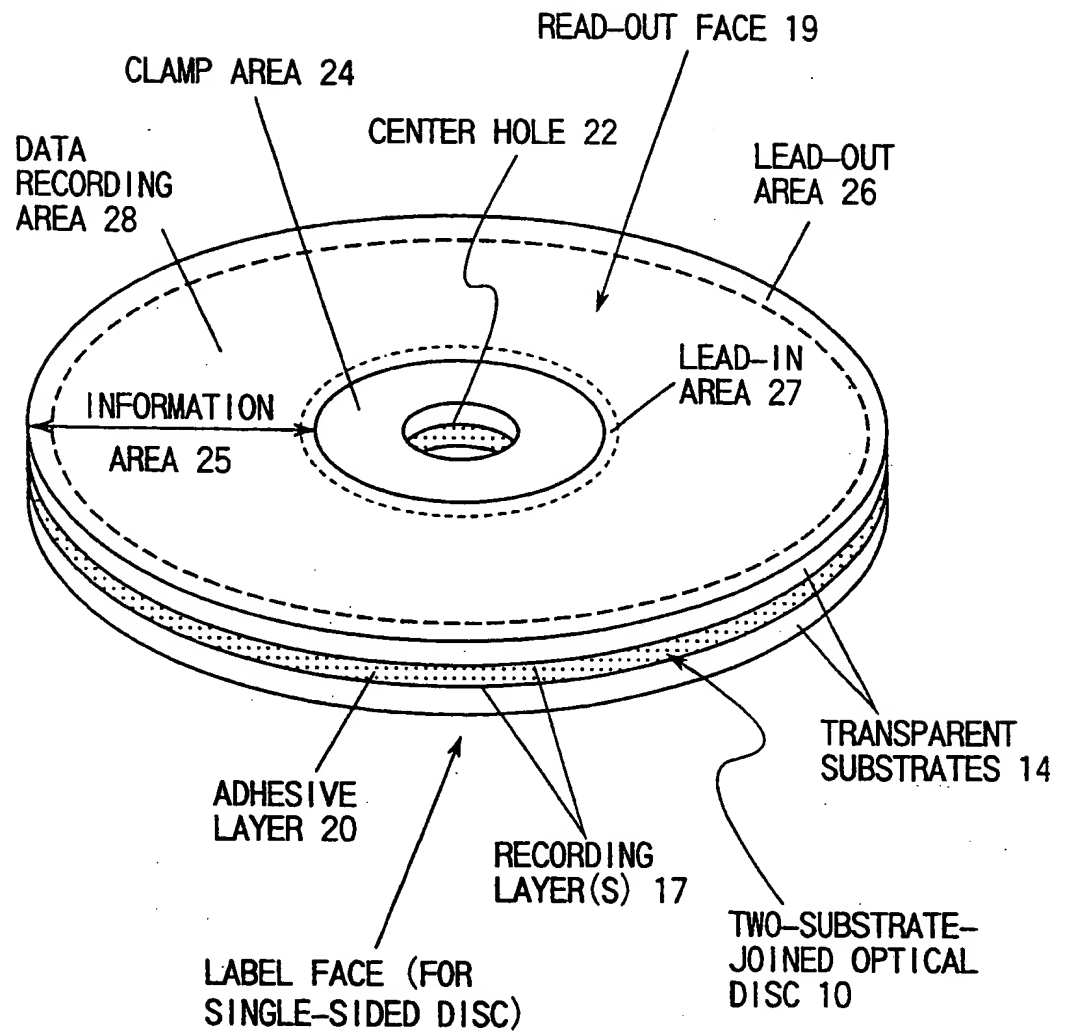 READ-OUT FACE 19
CLAMP AREA 24
CENTER HOLE 22
DATA
RECORDING
AREA 28
LEAD-OUT
AREA 26
LEAD-IN
AREA 27
INFORMATION
AREA 25
TRANSPARENT
SUBSTRATES 14
ADHESIVE
LAYER 20
RECORDING
LAYER(S) 17
TWO-SUBSTRATE-
JOINED OPTICAL
DISC 10
LABEL FACE (FOR
SINGLE-SIDED DISC)